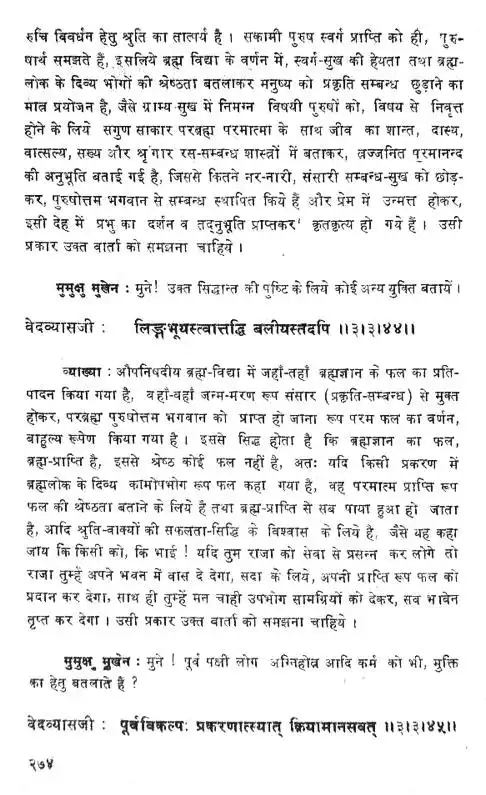 रुचि विवर्धन हेतु श्रुति का तात्पर्य है । सकामी पुरुष स्वर्ग प्राप्ति को ही, पुरु-
षार्थ समझते हैं, इसलिये ब्रह्म विद्या के वर्णन में, स्वर्ग-सुख की हेयता तथा ब्रह्म-
लोक के दिव्य भोगों की श्रेष्ठता बतलाकर मनुष्य को प्रकृति सम्बन्ध छुड़ाने का
मात्र प्रयोजन है, जैसे ग्राम्य-सुख में निमग्न विषयी पुरुषों को, विषय से निवृत्त
होने के लिये सगुण साकार परब्रह्म परमात्मा के साथ जीव का शान्त, दास्य,
वात्सल्य, सख्य और श्रृंगार रस-सम्बन्ध शास्त्रों में बताकर, तज्जनित परमानन्द
की अनुभूति बताई गई है, जिससे कितने नर-नारी, संसारी सम्बन्ध-सुख को छोड़-
कर, पुरुषोत्तम भगवान से सम्बन्ध स्थापित किये हैं और प्रेम में उन्मत्त होकर,
इसी देह में प्रभु का दर्शन व तद्नुभूति प्राप्तकर कृतकृत्य हो गये हैं । उसी
प्रकार उक्त वार्ता को समझना चाहिये ।
मुमुक्षु मुखेन : मुने! उक्त सिद्धान्त की पुष्टि के लिये कोई अन्य युक्ति बतायें ।
वेदव्यासजी : लिङ्गभूयस्त्वात्तद्धि बलीयस्तदपि ।।३।३।४४।।
व्याख्या : औपनिषदीय ब्रह्म-विद्या में जहाँ-तहाँ ब्रह्मज्ञान के फल का प्रति-
पादन किया गया है, वहाँ-वहाँ जन्म-मरण रूप संसार (प्रकृति-सम्बन्ध) से मुक्त
होकर, परब्रह्म पुरुषोत्तम भगवान को प्राप्त हो जाना रूप परम फल का वर्णन,
बाहुल्य रूपेण किया गया है । इससे सिद्ध होता है कि ब्रह्मज्ञान का फल,
ब्रह्म-प्राप्ति है, इससे श्रेष्ठ कोई फल नहीं है, अतः यदि किसी प्रकरण में
ब्रह्मलोक के दिव्य कामोपभोग रूप फल कहा गया है, वह परमात्म प्राप्ति रूप
फल की श्रेष्ठता बताने के लिये है तथा ब्रह्म-प्राप्ति से सब पाया हुआ हो जाता
है, आदि श्रुति-वाक्यों की सफलता-सिद्धि के विश्वास के लिये है, जैसे यह कहा
जाय कि किसी को, कि भाई ! यदि तुम राजा को सेवा से प्रसन्न कर लोगे तो
राजा तुम्हें अपने भवन में वास दे देगा, सदा के लिये, अपनी प्राप्ति रूप फल को
प्रदान कर देगा, साथ ही तुम्हें मन चाही उपभोग सामग्रियों को देकर, सब भावेन
तृप्त कर देगा । उसी प्रकार उक्त वार्ता को समझना चाहिये ।
मुमुक्षु मुखेन : मुने ! पूर्व पक्षी लोग अग्निहोत्र आदि कर्म को भी, मुक्ति
का हेतु बतलाते हैं ?
वेदव्यासजी : पूर्वविकल्पः प्रकरणात्स्यात् क्रियामानसवत् ।।३।३।४५।।
२७४